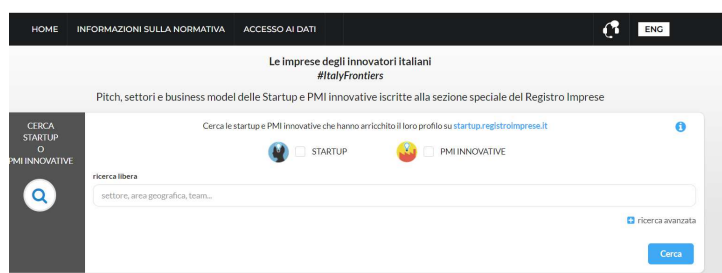 HOME INFORMAZIONI SULLA NORMATIVA ACCESSO AI DATI ENG
Le imprese degli innovatori italiani
#ItalyFrontiers
Pitch, settori e business model delle Startup e PMI innovative iscritte alla sezione speciale del Registro Imprese
CERCA
STARTUP
O
PMI INNOVATIVE
Cerca le startup e PMI innovative che hanno arricchito il loro profilo su startup.registroimprese.it
STARTUP PMI INNOVATIVE
ricerca libera
settore, area geografica, team...
ricerca avanzata
Cerca